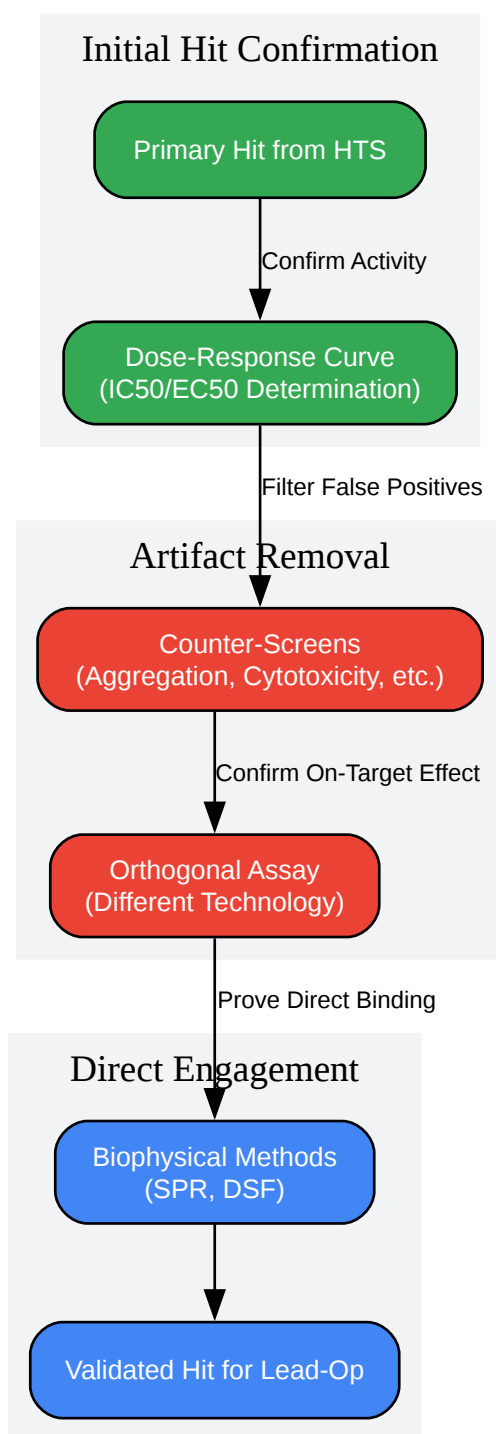 Initial Hit Confirmation
Primary Hit from HTS
Confirm Activity
Dose-Response Curve
(IC50/EC50 Determination)
Filter False Positives
Artifact Removal
Counter-Screens
(Aggregation, Cytotoxicity, etc.)
Confirm On-Target Effect
Orthogonal Assay
(Different Technology)
Prove Direct Binding
Direct Engagement
Biophysical Methods
(SPR, DSF)
Validated Hit for Lead-Op